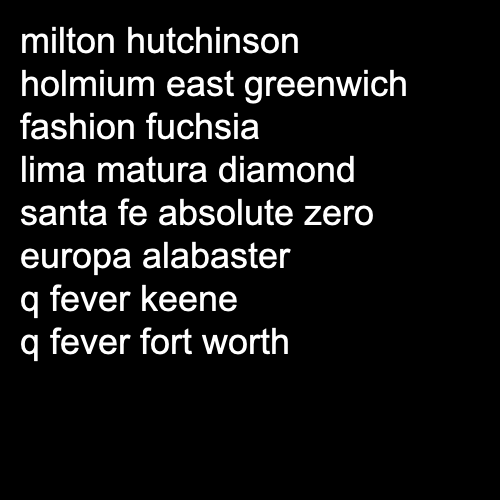 milton hutchinson
holmium east greenwich
fashion fuchsia
lima matura diamond
santa fe absolute zero
europa alabaster
q fever keene
q fever fort worth